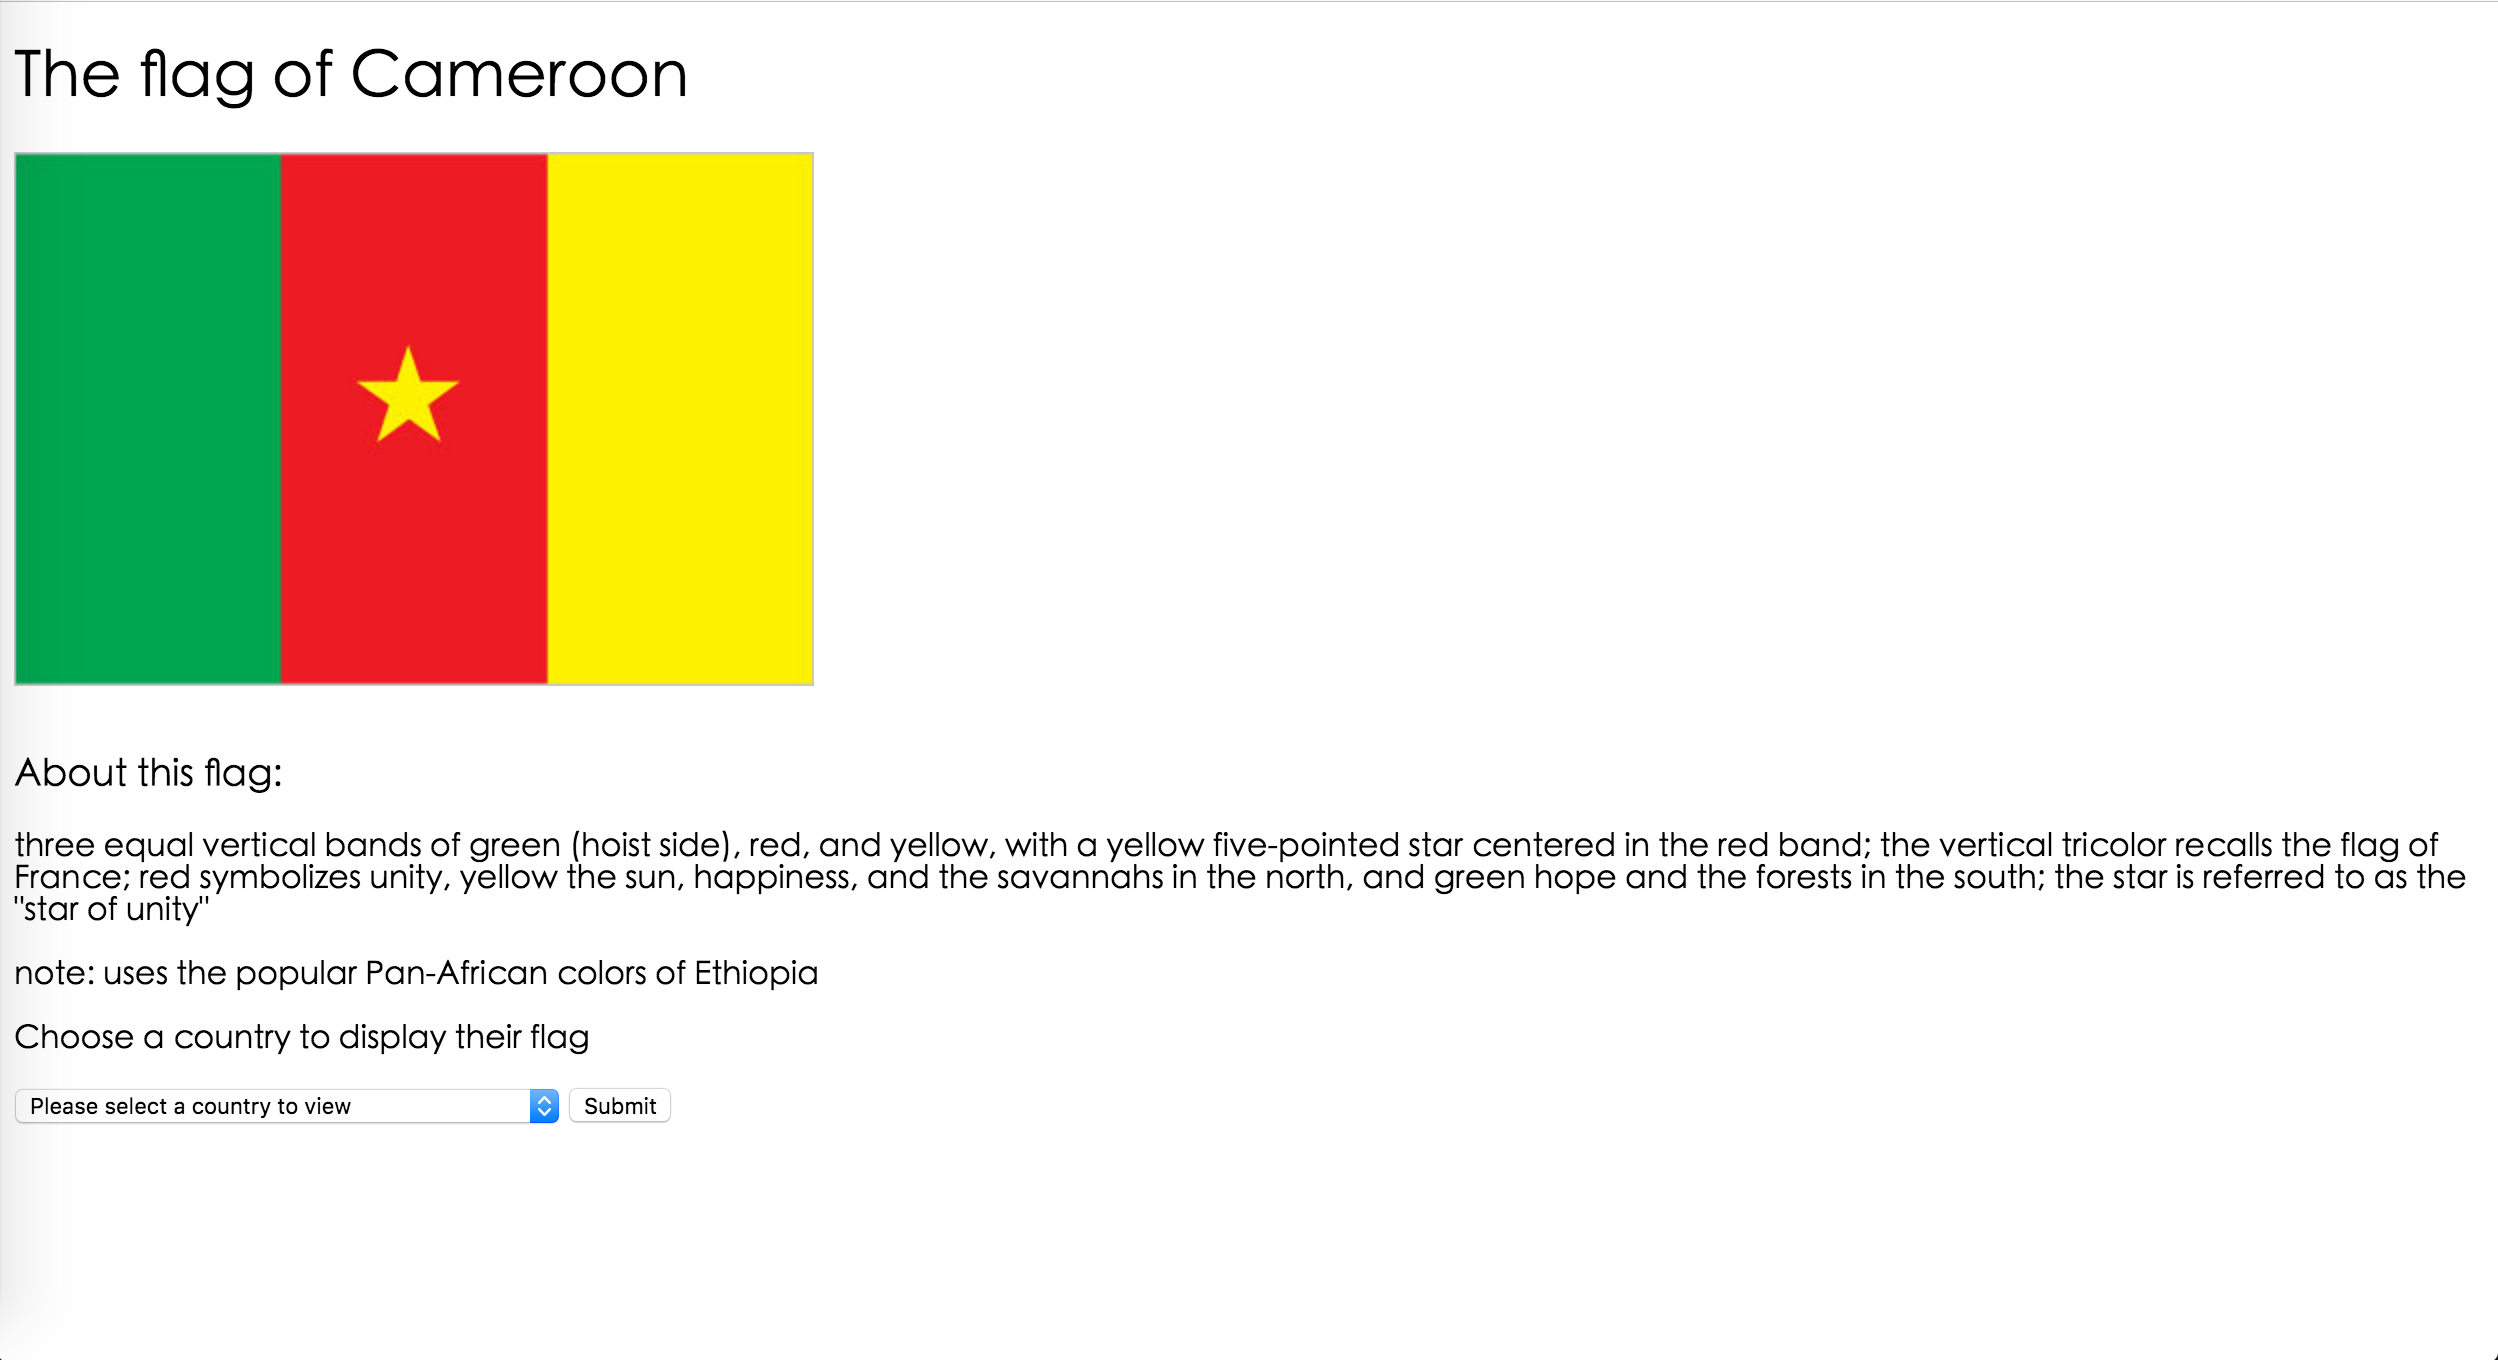 The flag of Cameroon
About this flag:
three equal vertical bands of green (hoist side), red, and yellow, with a yellow five-pointed star centered in the red band; the vertical tricolor recalls the flag of
France; red symbolizes unity, yellow the sun, happiness, and the savannahs in the north, and green hope and the forests in the south; the star is referred to as the
"star of unity"
note: uses the popular Pan-African colors of Ethiopia
Choose a country to display their flag
Please select a country to view Submit